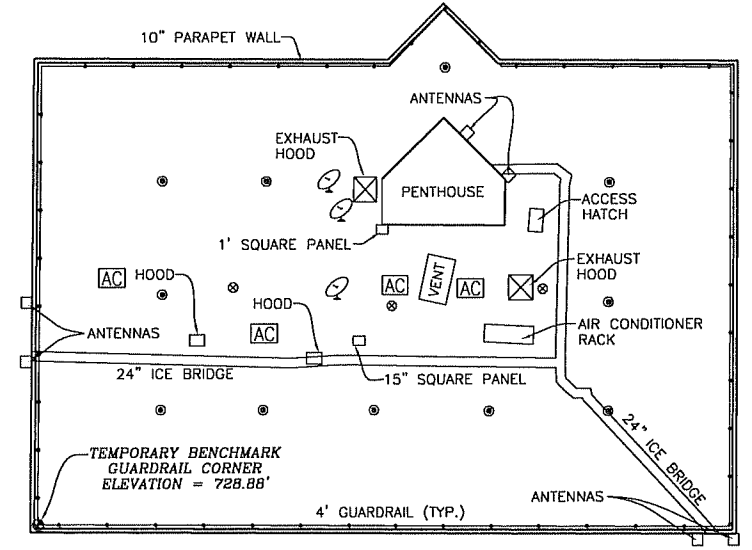 10" PARAPET WALL
ANTENNAS
EXHAUST
HOOD
PENTHOUSE
ACCESS
HATCH
1' SQUARE PANEL
EXHAUST
HOOD
AC
HOOD
AC
VENT
AC
HOOD
AC
ANTENNAS
AIR CONDITIONER
RACK
24" ICE BRIDGE
15" SQUARE PANEL
24" ICE BRIDGE
TEMPORARY BENCHMARK
GUARDRAIL CORNER
ELEVATION = 728.88'
ANTENNAS
4' GUARDRAIL (TYP.)